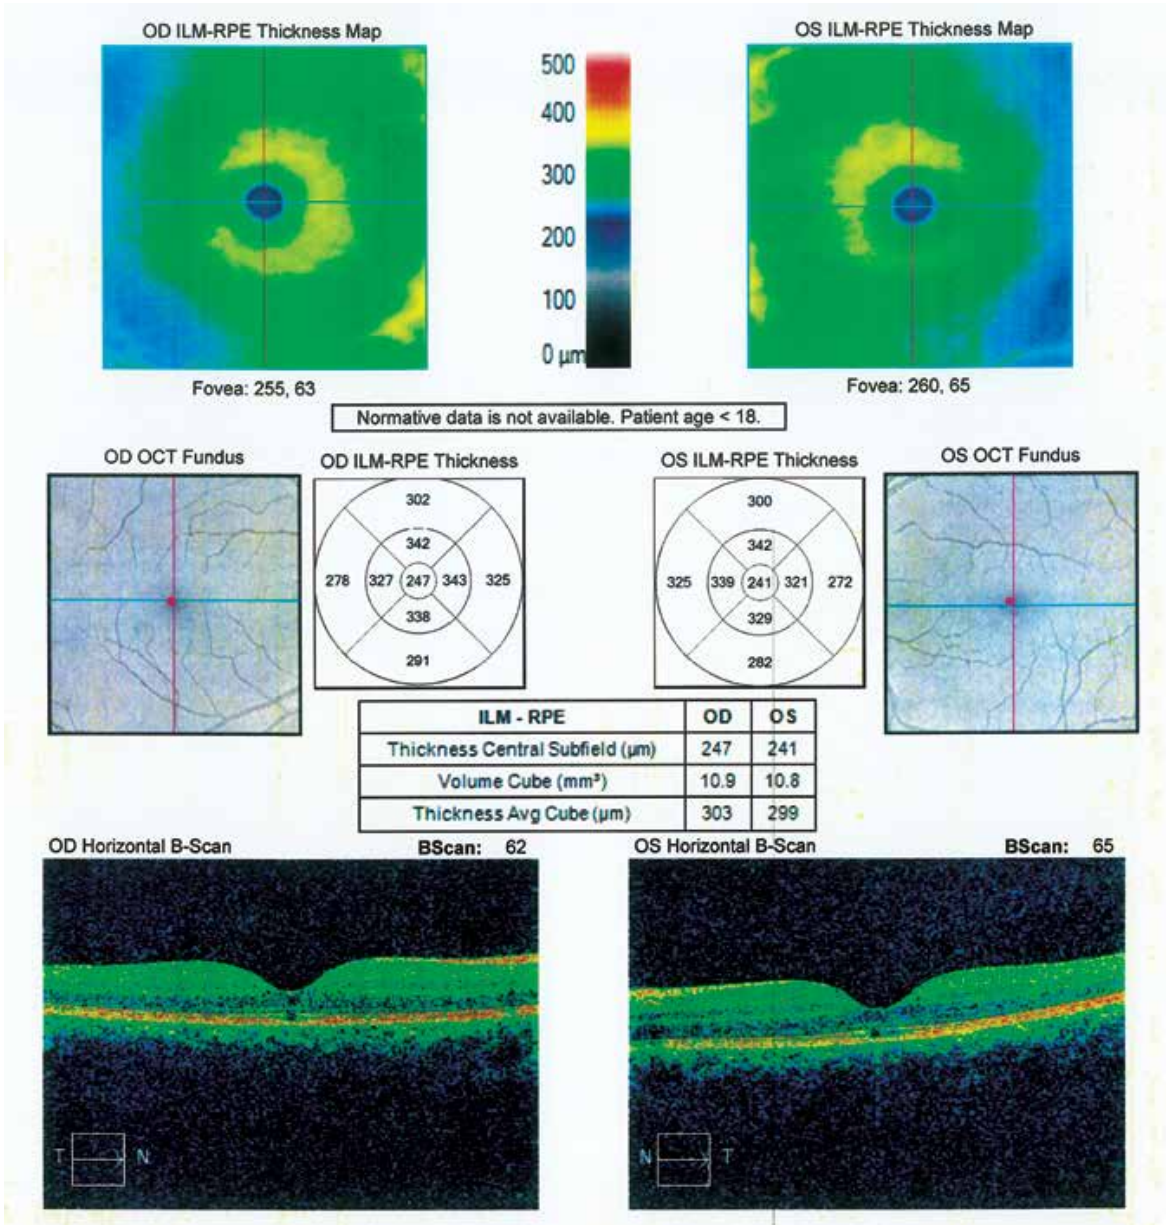 OD ILM-RPE Thickness Map
OS ILM-RPE Thickness Map
500
400
300
200
100
0 µm
Fovea: 255, 63
Fovea: 260, 65
Normative data is not available. Patient age < 18.
OD OCT Fundus
OD ILM-RPE Thickness
OS ILM-RPE Thickness
OS OCT Fundus
302
342
278 327 247 343 325
338
291
300
342
325 339 241 321 272
329
282
ILM - RPE OD OS
Thickness Central Subfield (µm) 247 241
Volume Cube (mm³) 10.9 10.8
Thickness Avg Cube (µm) 303 299
OD Horizontal B-Scan BScan: 62
OS Horizontal B-Scan BScan: 65
T N
N T